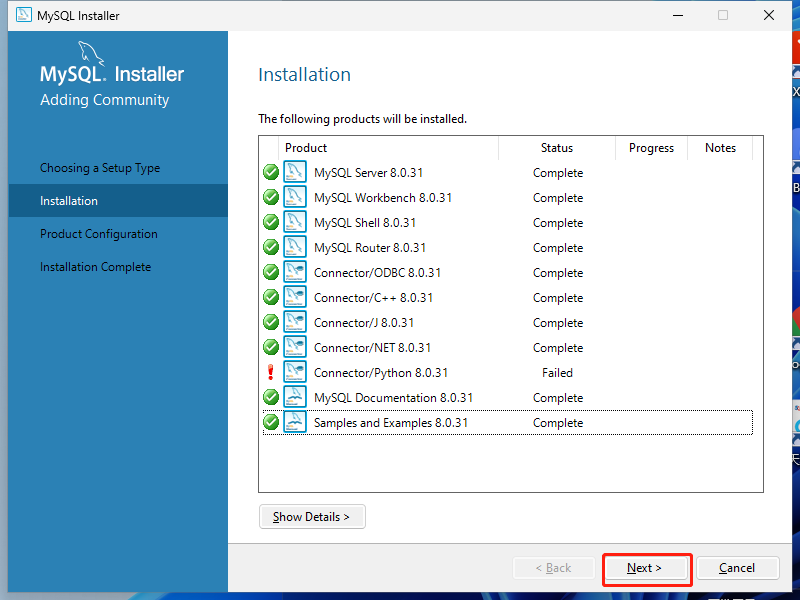 MySQL Installer
MySQL. Installer
Adding Community
Choosing a Setup Type
Installation
Product Configuration
Installation Complete
Installation
The following products will be installed.
Product Status Progress Notes
MySQL Server 8.0.31 Complete
MySQL Workbench 8.0.31 Complete
MySQL Shell 8.0.31 Complete
MySQL Router 8.0.31 Complete
Connector/ODBC 8.0.31 Complete
Connector/C++ 8.0.31 Complete
Connector/J 8.0.31 Complete
Connector/NET 8.0.31 Complete
Connector/Python 8.0.31 Failed
MySQL Documentation 8.0.31 Complete
Samples and Examples 8.0.31 Complete
Show Details >
< Back Next > Cancel